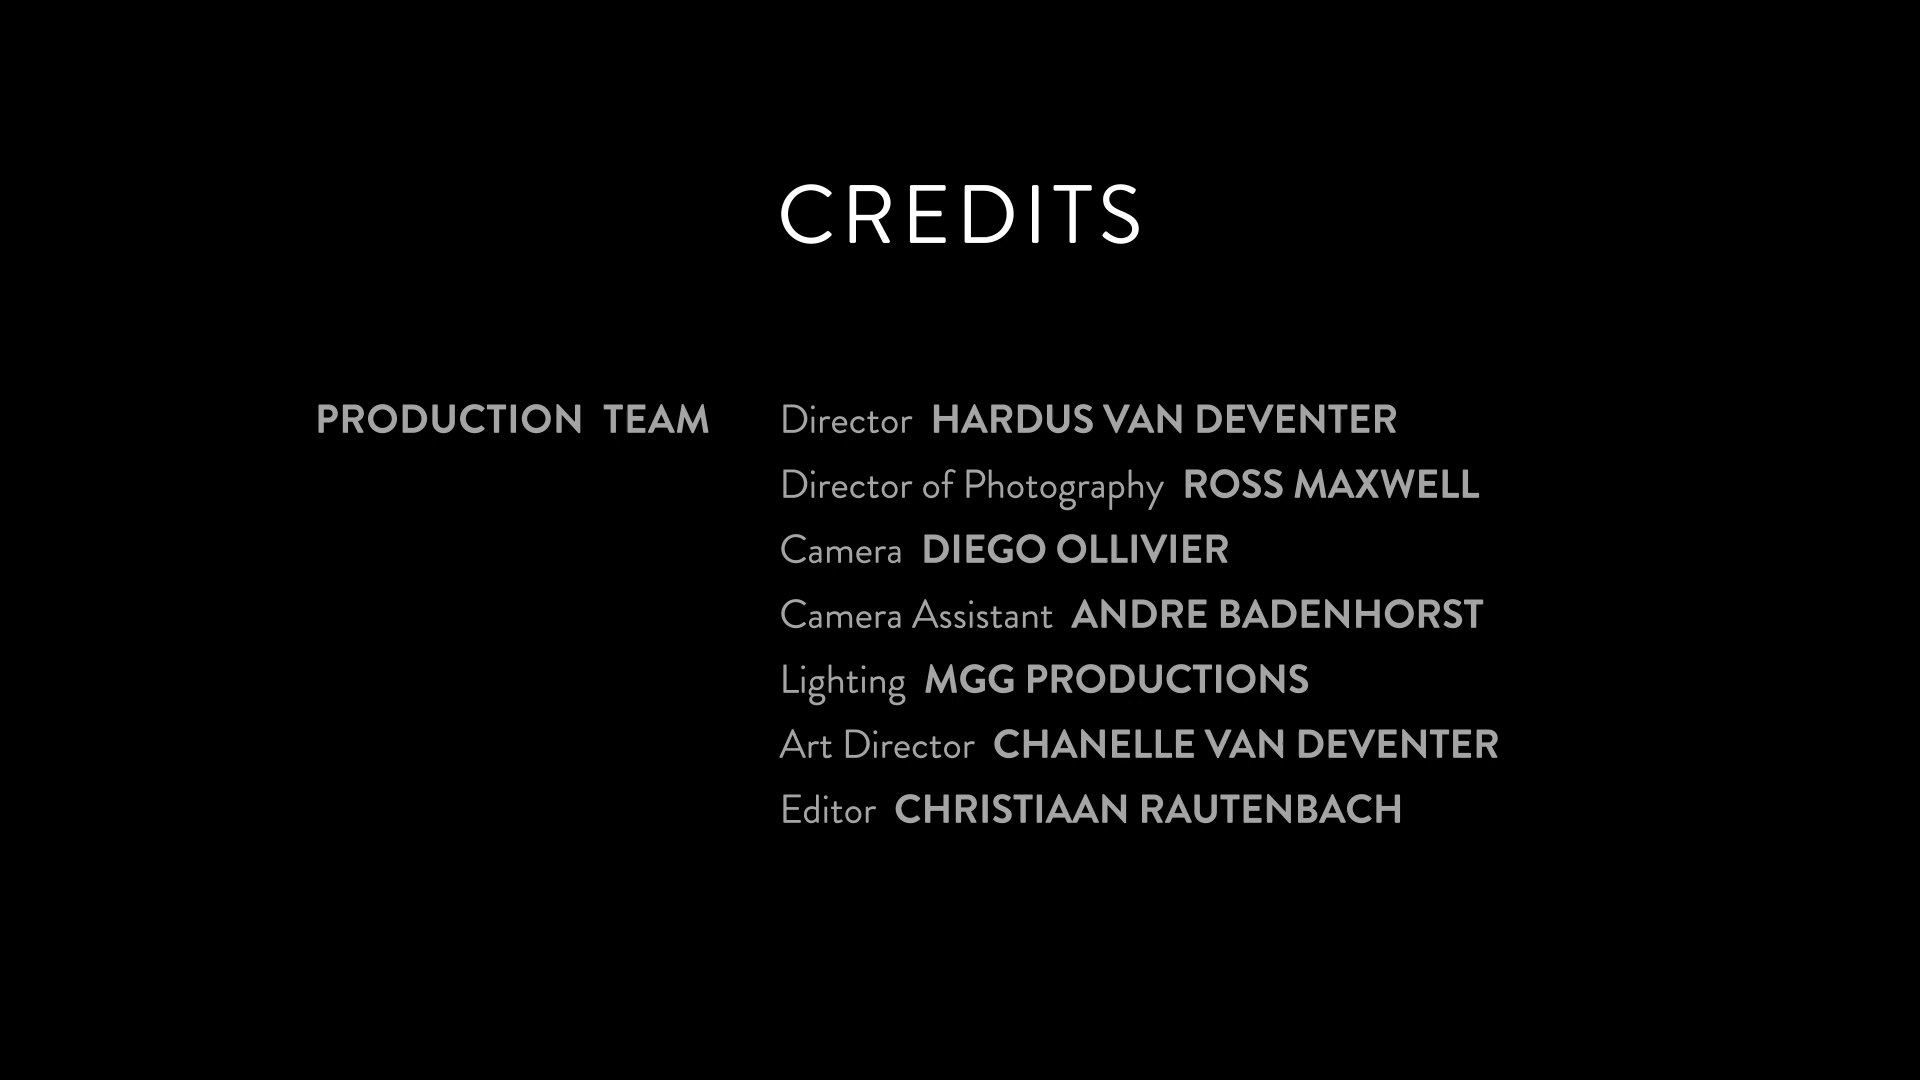 CREDITS
PRODUCTION TEAM
Director HARDUS VAN DEVENTER
Director of Photography ROSS MAXWELL
Camera DIEGO OLLIVIER
Camera Assistant ANDRE BADENHORST
Lighting MGG PRODUCTIONS
Art Director CHANELLE VAN DEVENTER
Editor CHRISTIAAN RAUTENBACH